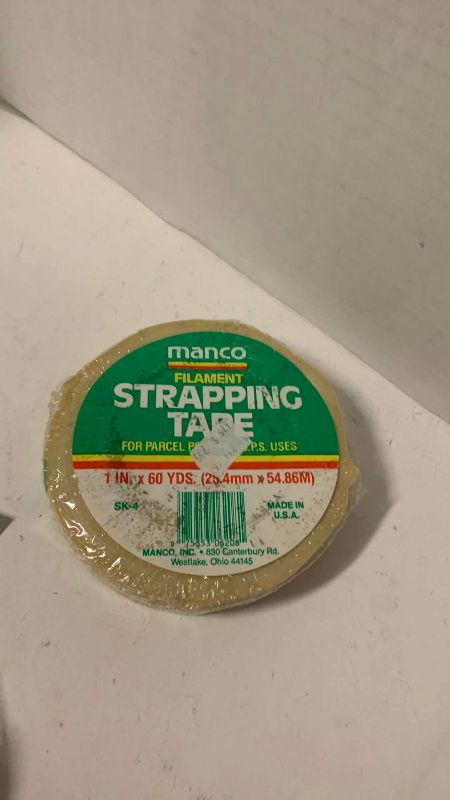 manco
FILAMENT
STRAPPING
TAPE
FOR PARCEL U.P.S. USES
1 IN. x 60 YDS. (25.4mm x 54.86M)
SK-4
MADE IN
U.S.A.
MANCO, INC. • 830 Canterbury Rd.
Westlake, Ohio 44145